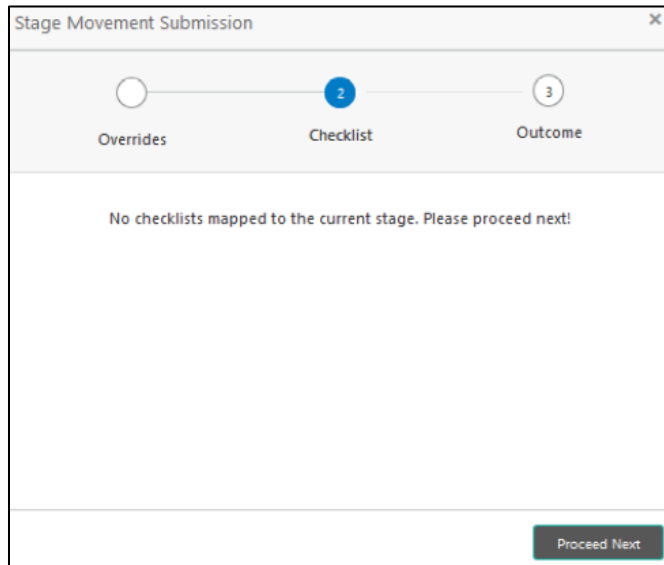 Stage Movement Submission
×
2
3
Overrides
Checklist
Outcome
No checklists mapped to the current stage. Please proceed next!
Proceed Next